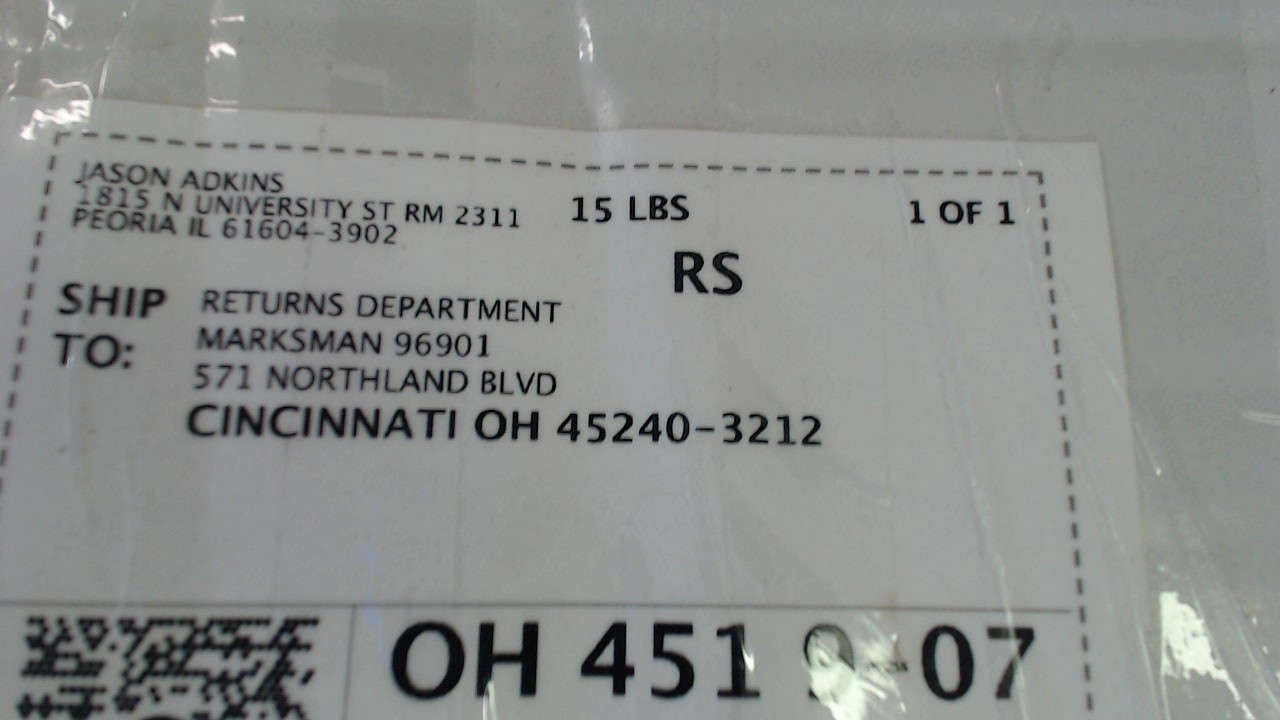 JASON ADKINS
1815 N UNIVERSITY ST RM 2311
PEORIA IL 61604-3902
15 LBS
1 OF 1
RS
SHIP TO:
RETURNS DEPARTMENT
MARKSMAN 96901
571 NORTHLAND BLVD
CINCINNATI OH 45240-3212
OH 451 9-07